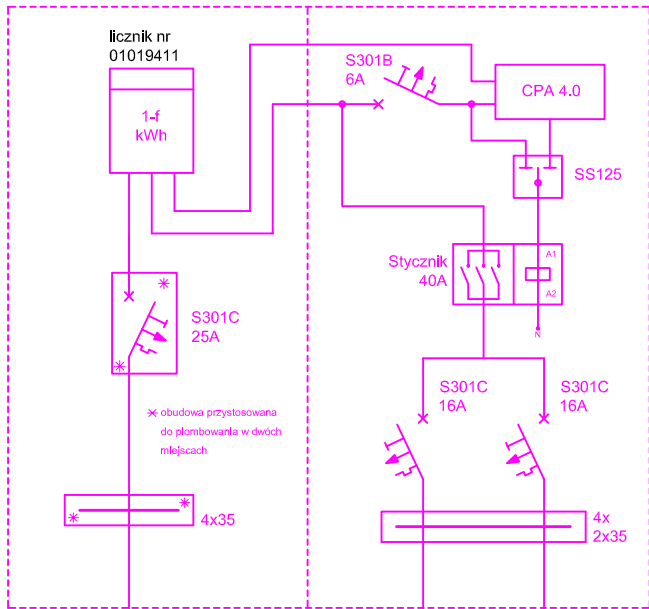 licznik nr
01019411
1-f
kWh
S301B
6A
CPA 4.0
SS125
Stycznik
40A
A1
A2
N
S301C
25A
S301C
16A
S301C
16A
* obudowa przystosowana
do plombowania w dwóch
miejscach
4x35
4x
2x35